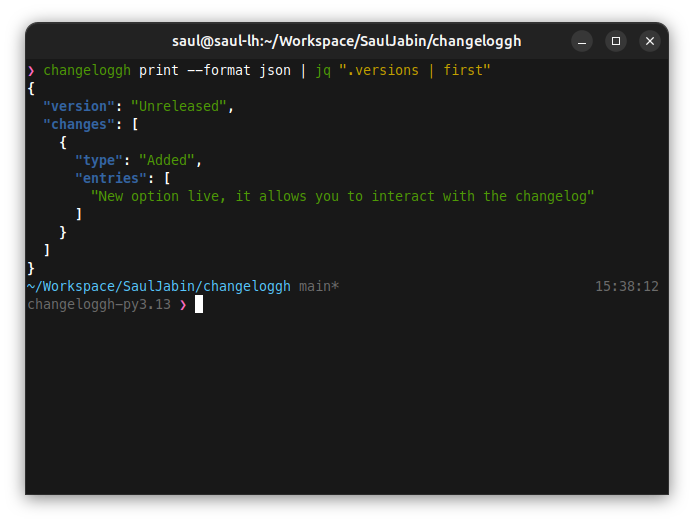 saul@saul-lh:~/Workspace/SaulJabin/changeloggh
❯ changeloggh print --format json | jq ".versions | first"
{
  "version": "Unreleased",
  "changes": [
    {
      "type": "Added",
      "entries": [
        "New option live, it allows you to interact with the changelog"
      ]
    }
  ]
}
~/Workspace/SaulJabin/changeloggh main* 15:38:12
changeloggh-py3.13 ❯